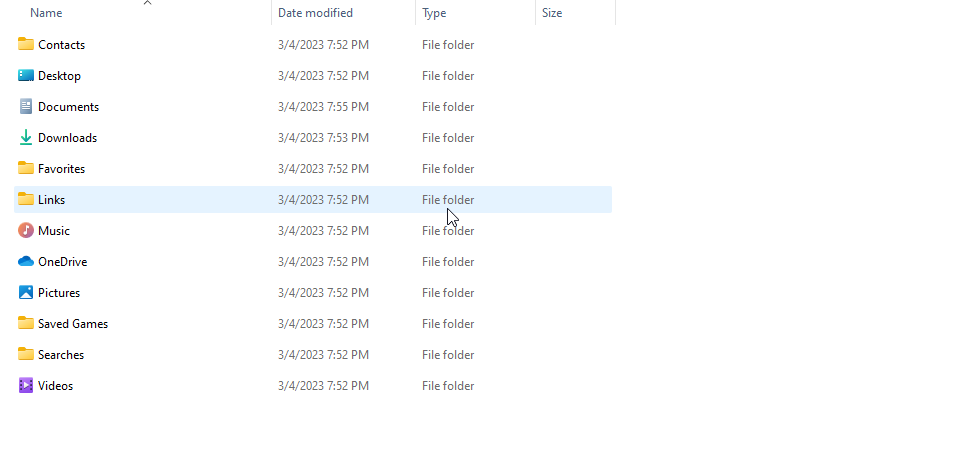 Name Date modified Type Size
Contacts 3/4/2023 7:52 PM File folder
Desktop 3/4/2023 7:52 PM File folder
Documents 3/4/2023 7:55 PM File folder
Downloads 3/4/2023 7:53 PM File folder
Favorites 3/4/2023 7:52 PM File folder
Links 3/4/2023 7:52 PM File folder
Music 3/4/2023 7:52 PM File folder
OneDrive 3/4/2023 7:52 PM File folder
Pictures 3/4/2023 7:52 PM File folder
Saved Games 3/4/2023 7:52 PM File folder
Searches 3/4/2023 7:52 PM File folder
Videos 3/4/2023 7:52 PM File folder